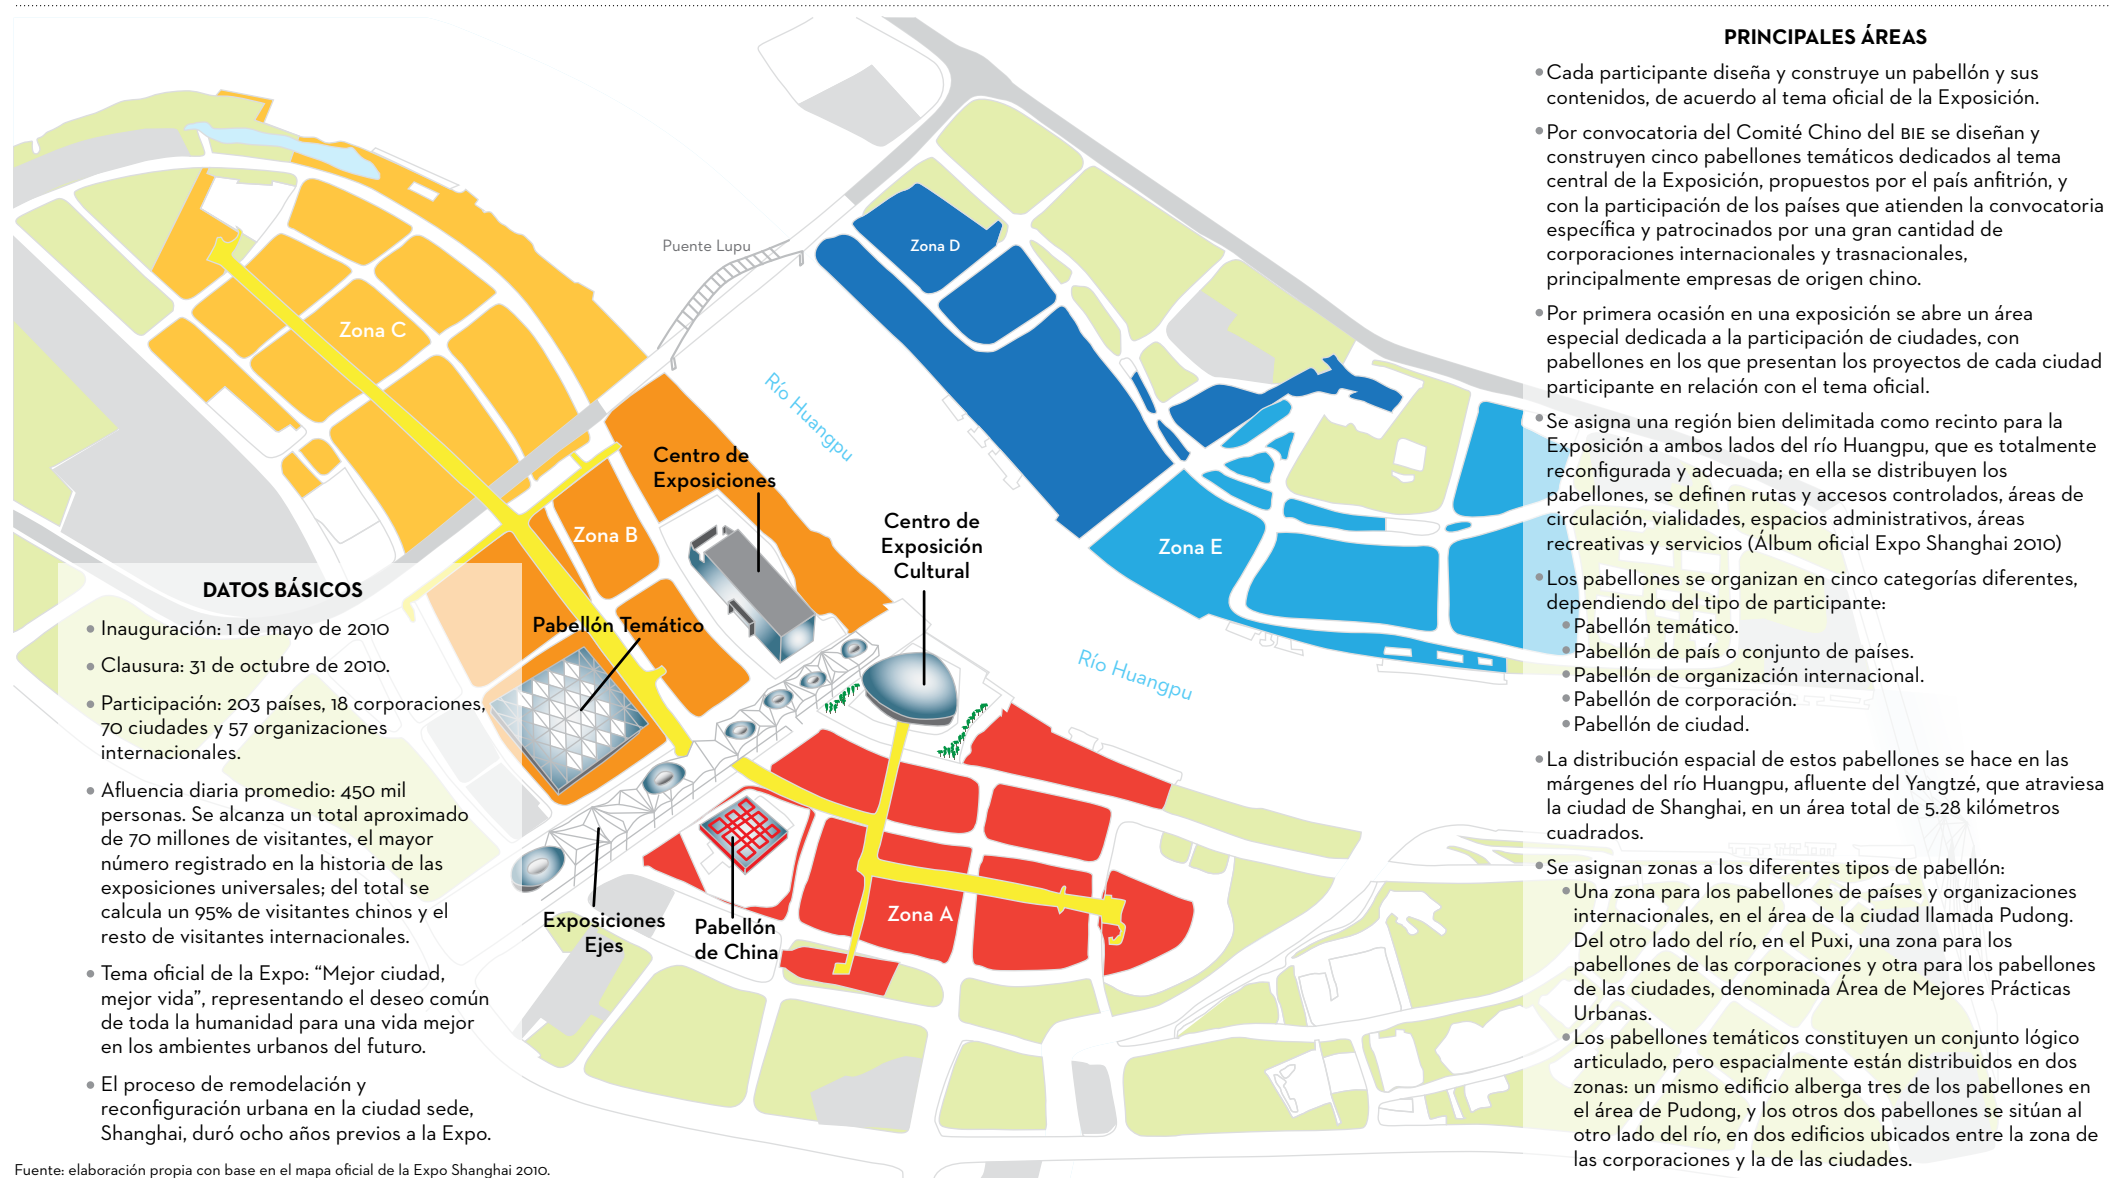 Puente Lupu
Zona D
Zona C
Río Huangpu
Centro de
Exposiciones
Zona B
Centro de
Exposición
Cultural
Zona E
Pabellón Temático
Río Huangpu
Zona A
Exposiciones
Ejes
Pabellón
de China
DATOS BÁSICOS
• Inauguración: 1 de mayo de 2010
• Clausura: 31 de octubre de 2010.
• Participación: 203 países, 18 corporaciones,
70 ciudades y 57 organizaciones
internacionales.
• Afluencia diaria promedio: 450 mil
personas. Se alcanza un total aproximado
de 70 millones de visitantes, el mayor
número registrado en la historia de las
exposiciones universales; del total se
calcula un 95% de visitantes chinos y el
resto de visitantes internacionales.
• Tema oficial de la Expo: “Mejor ciudad,
mejor vida”, representando el deseo común
de toda la humanidad para una vida mejor
en los ambientes urbanos del futuro.
• El proceso de remodelación y
reconfiguración urbana en la ciudad sede,
Shanghai, duró ocho años previos a la Expo.
Fuente: elaboración propia con base en el mapa oficial de la Expo Shanghai 2010.
PRINCIPALES ÁREAS
• Cada participante diseña y construye un pabellón y sus
contenidos, de acuerdo al tema oficial de la Exposición.
• Por convocatoria del Comité Chino del BIE se diseñan y
construyen cinco pabellones temáticos dedicados al tema
central de la Exposición, propuestos por el país anfitrión, y
con la participación de los países que atienden la convocatoria
específica y patrocinados por una gran cantidad de
corporaciones internacionales y trasnacionales,
principalmente empresas de origen chino.
• Por primera ocasión en una exposición se abre un área
especial dedicada a la participación de ciudades, con
pabellones en los que presentan los proyectos de cada ciudad
participante en relación con el tema oficial.
• Se asigna una región bien delimitada como recinto para la
Exposición a ambos lados del río Huangpu, que es totalmente
reconfigurada y adecuada; en ella se distribuyen los
pabellones, se definen rutas y accesos controlados, áreas de
circulación, vialidades, espacios administrativos, áreas
recreativas y servicios (Álbum oficial Expo Shanghai 2010)
• Los pabellones se organizan en cinco categorías diferentes,
dependiendo del tipo de participante:
• Pabellón temático.
• Pabellón de país o conjunto de países.
• Pabellón de organización internacional.
• Pabellón de corporación.
• Pabellón de ciudad.
• La distribución espacial de estos pabellones se hace en las
márgenes del río Huangpu, afluente del Yangtzé, que atraviesa
la ciudad de Shanghai, en un área total de 5.28 kilómetros
cuadrados.
• Se asignan zonas a los diferentes tipos de pabellón:
• Una zona para los pabellones de países y organizaciones
internacionales, en el área de la ciudad llamada Pudong.
Del otro lado del río, en el Puxi, una zona para los
pabellones de las corporaciones y otra para los pabellones
de las ciudades, denominada Área de Mejores Prácticas
Urbanas.
• Los pabellones temáticos constituyen un conjunto lógico
articulado, pero espacialmente están distribuidos en dos
zonas: un mismo edificio alberga tres de los pabellones en
el área de Pudong, y los otros dos pabellones se sitúan al
otro lado del río, en dos edificios ubicados entre la zona de
las corporaciones y la de las ciudades.